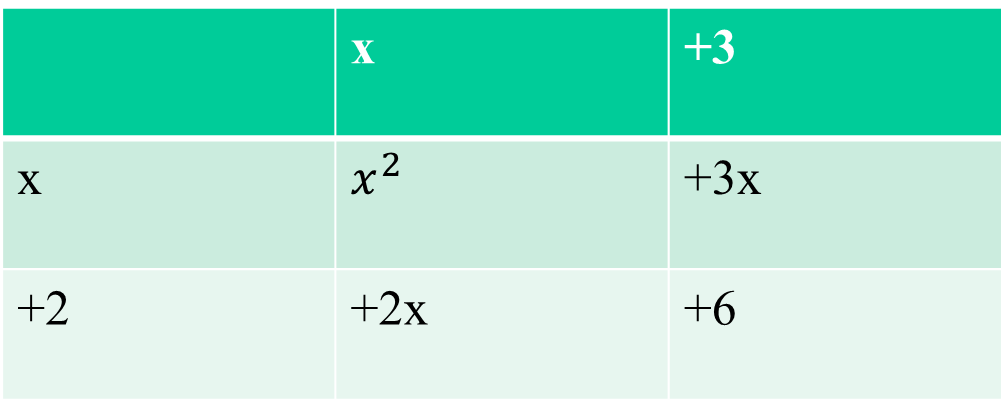 x +3
x x² +3x
+2 +2x +6